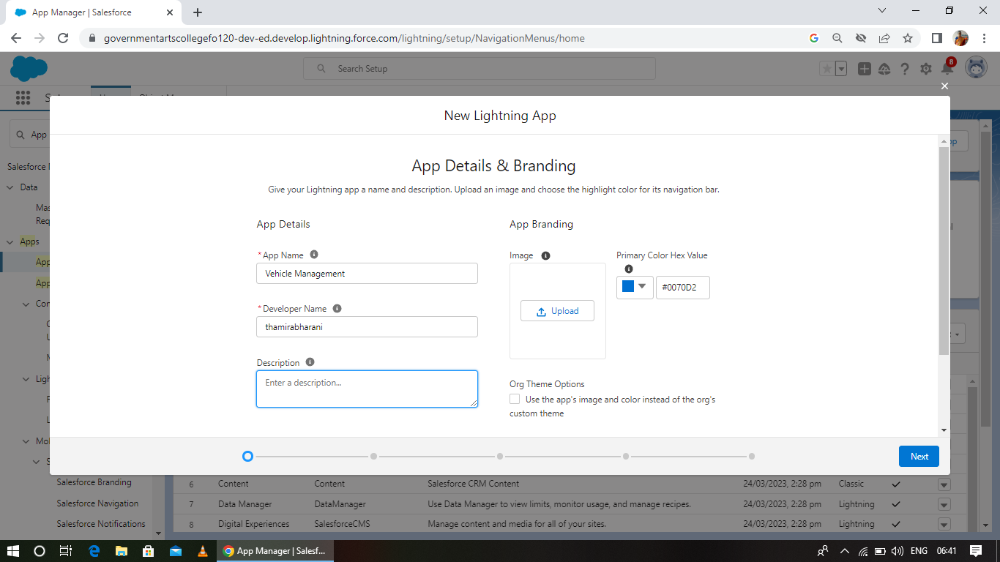 App Manager | Salesforce
governmentartscollegefo120-dev-ed.develop.lightning.force.com/lightning/setup/NavigationMenus/home
Search Setup
8
New Lightning App
App
App Details & Branding
Give your Lightning app a name and description. Upload an image and choose the highlight color for its navigation bar.
Salesforce
Data
Apps
App Details
App Branding
*App Name
Image
Primary Color Hex Value
Vehicle Management
#0070D2
Upload
*Developer Name
thamirabharani
Description
Enter a description...
Org Theme Options
Use the app's image and color instead of the org's
custom theme
Next
Salesforce Branding
Salesforce Navigation
Salesforce Notifications
6 Content Content Salesforce CRM Content 24/03/2023, 2:28 pm Classic
7 Data Manager DataManager Use Data Manager to view limits, monitor usage, and manage recipes. 24/03/2023, 2:28 pm Lightning
8 Digital Experiences SalesforceCMS Manage content and media for all of your sites. 24/03/2023, 2:28 pm Lightning
App Manager | Salesf...
ENG
06:41